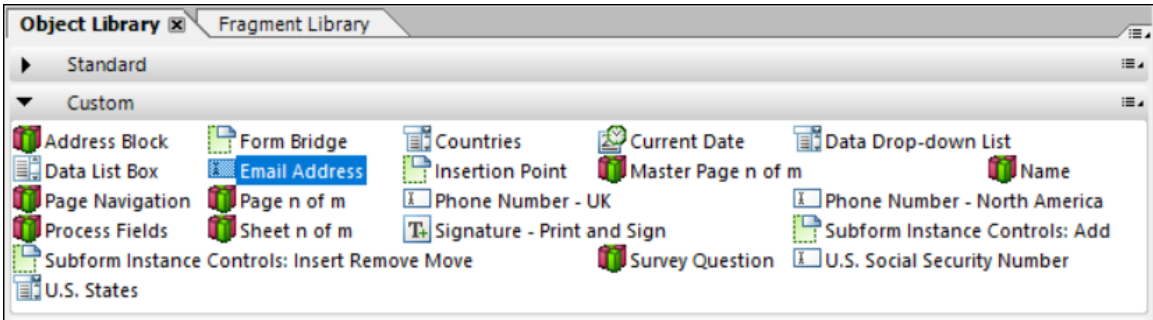 Object Library Fragment Library
Standard
Custom
Address Block Form Bridge Countries Current Date Data Drop-down List
Data List Box Email Address Insertion Point Master Page n of m Name
Page Navigation Page n of m Phone Number - UK Phone Number - North America
Process Fields Sheet n of m Signature - Print and Sign Subform Instance Controls: Add
Subform Instance Controls: Insert Remove Move Survey Question U.S. Social Security Number
U.S. States